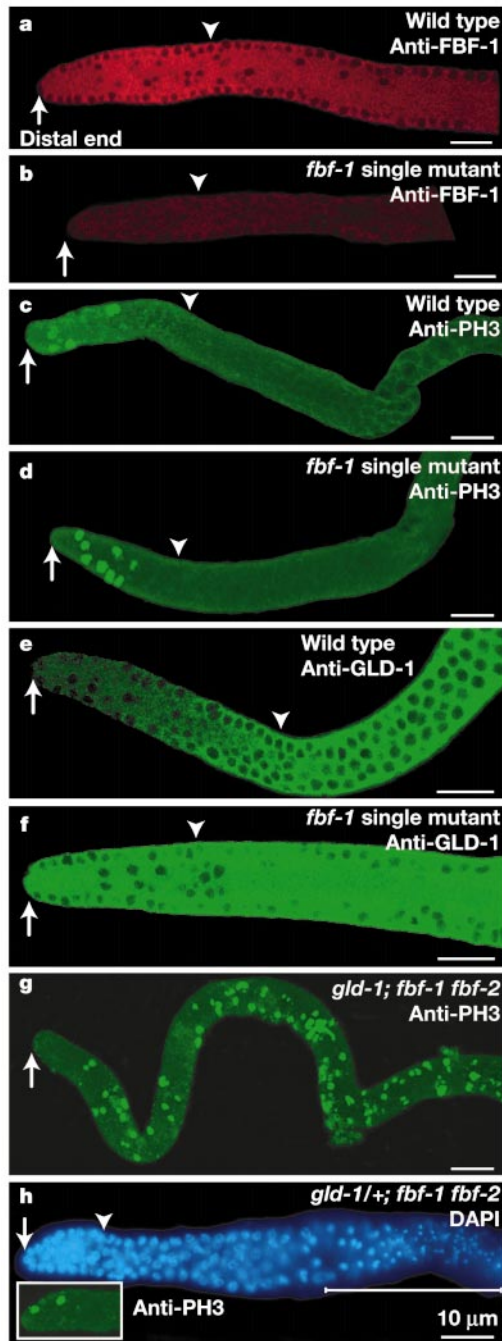 a
Wild type
Anti-FBF-1
Distal end
b
fbf-1 single mutant
Anti-FBF-1
c
Wild type
Anti-PH3
d
fbf-1 single mutant
Anti-PH3
e
Wild type
Anti-GLD-1
f
fbf-1 single mutant
Anti-GLD-1
g
gld-1; fbf-1 fbf-2
Anti-PH3
h
gld-1/+; fbf-1 fbf-2
DAPI
Anti-PH3
10 µm